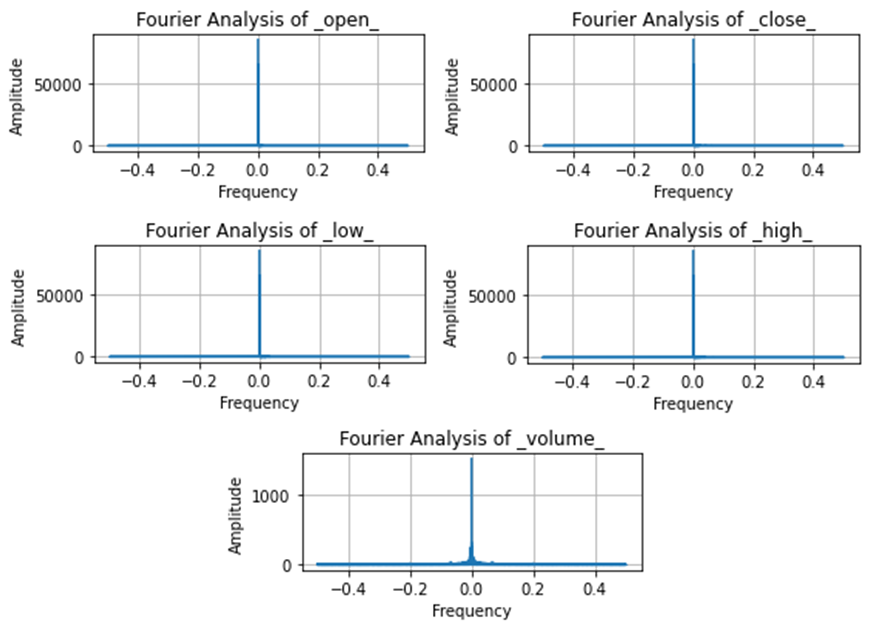 Fourier Analysis of _open_
Amplitude
50000
0
−0.4 −0.2 0.0 0.2 0.4
Frequency
Fourier Analysis of _close_
Amplitude
50000
0
−0.4 −0.2 0.0 0.2 0.4
Frequency
Fourier Analysis of _low_
Amplitude
50000
0
−0.4 −0.2 0.0 0.2 0.4
Frequency
Fourier Analysis of _high_
Amplitude
50000
0
−0.4 −0.2 0.0 0.2 0.4
Frequency
Fourier Analysis of _volume_
Amplitude
1000
0
−0.4 −0.2 0.0 0.2 0.4
Frequency